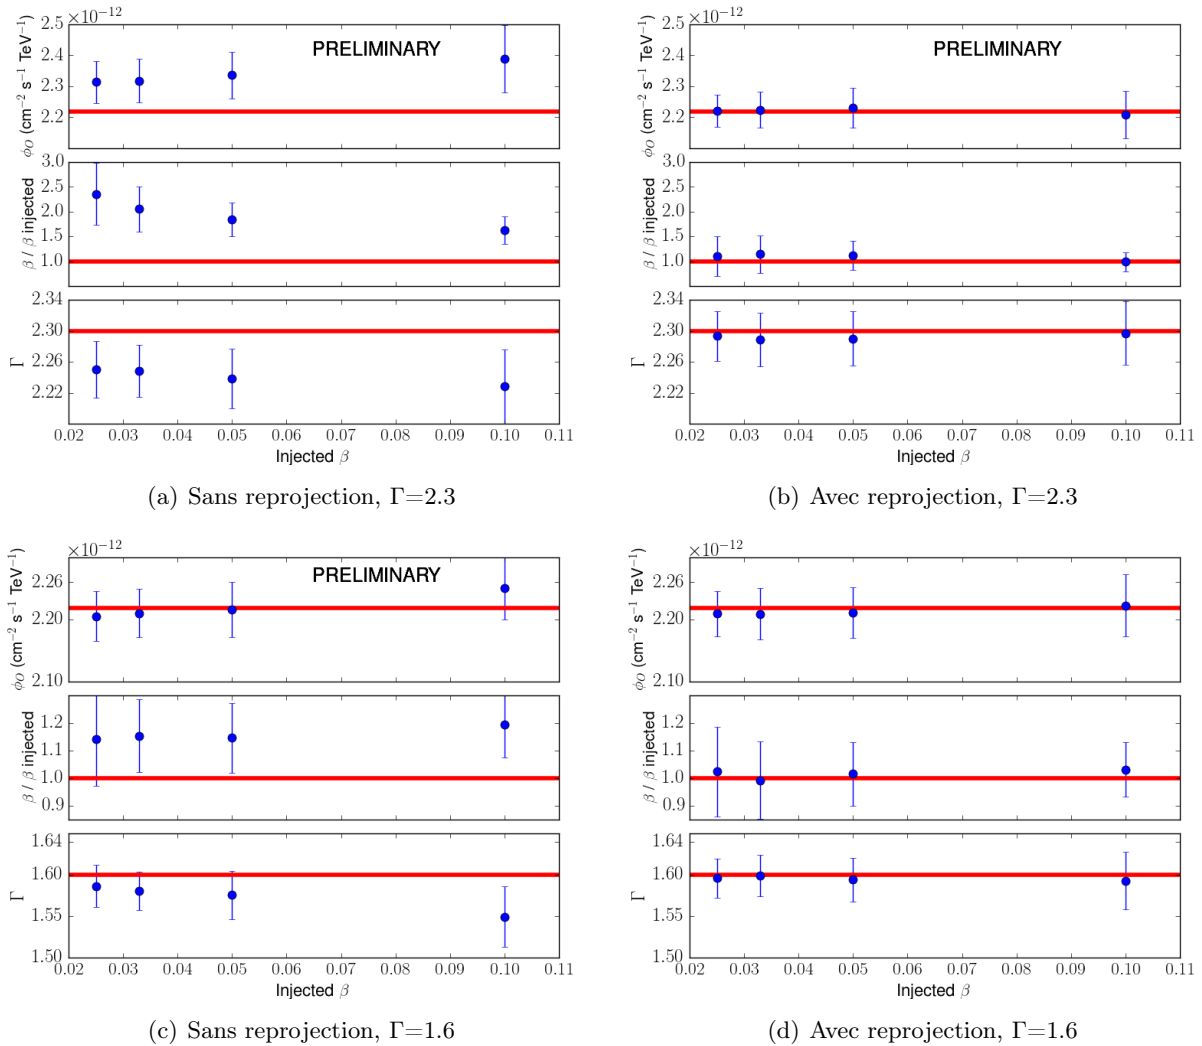 ×10⁻¹²
2.5
2.4
2.3
2.2
ϕ_O (cm⁻² s⁻¹ TeV⁻¹)
PRELIMINARY
3.0
2.5
2.0
1.5
1.0
β / β injected
2.34
2.30
2.26
2.22
Γ
0.02 0.03 0.04 0.05 0.06 0.07 0.08 0.09 0.10 0.11
Injected β
(a) Sans reprojection, Γ=2.3
×10⁻¹²
2.5
2.4
2.3
2.2
ϕ_O (cm⁻² s⁻¹ TeV⁻¹)
PRELIMINARY
3.0
2.5
2.0
1.5
1.0
β / β injected
2.34
2.30
2.26
2.22
Γ
0.02 0.03 0.04 0.05 0.06 0.07 0.08 0.09 0.10 0.11
Injected β
(b) Avec reprojection, Γ=2.3
×10⁻¹²
2.26
2.20
2.10
ϕ_O (cm⁻² s⁻¹ TeV⁻¹)
PRELIMINARY
1.2
1.1
1.0
0.9
β / β injected
1.64
1.60
1.55
1.50
Γ
0.02 0.03 0.04 0.05 0.06 0.07 0.08 0.09 0.10 0.11
Injected β
(c) Sans reprojection, Γ=1.6
×10⁻¹²
2.26
2.20
2.10
ϕ_O (cm⁻² s⁻¹ TeV⁻¹)
1.2
1.1
1.0
0.9
β / β injected
1.64
1.60
1.55
1.50
Γ
0.02 0.03 0.04 0.05 0.06 0.07 0.08 0.09 0.10 0.11
Injected β
(d) Avec reprojection, Γ=1.6